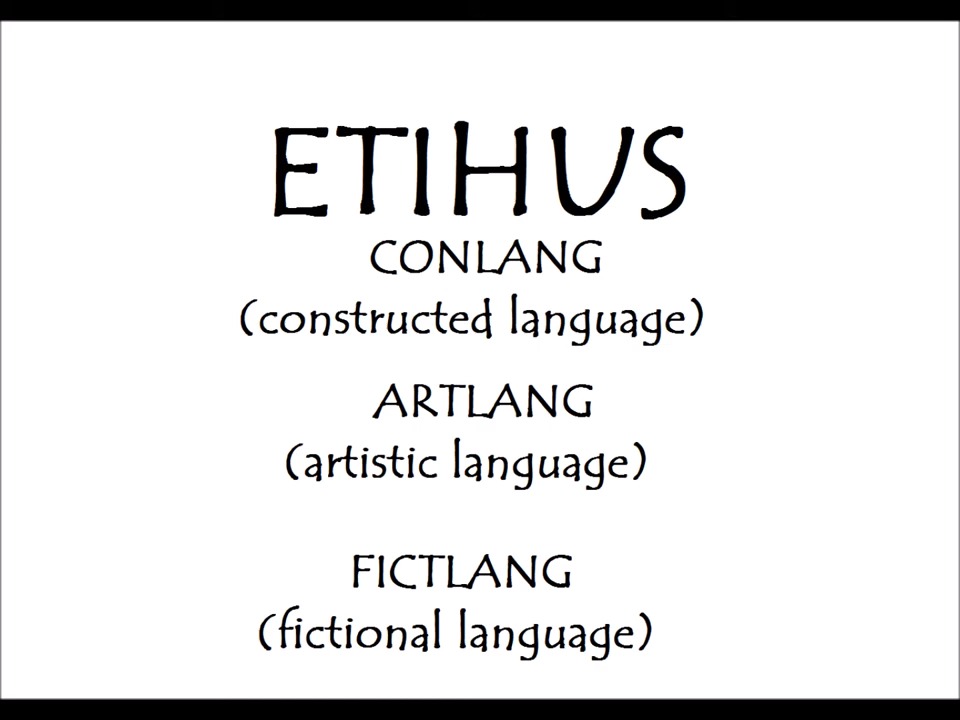 ETIHUS
CONLANG
(constructed language)
ARTLANG
(artistic language)
FICTLANG
(fictional language)